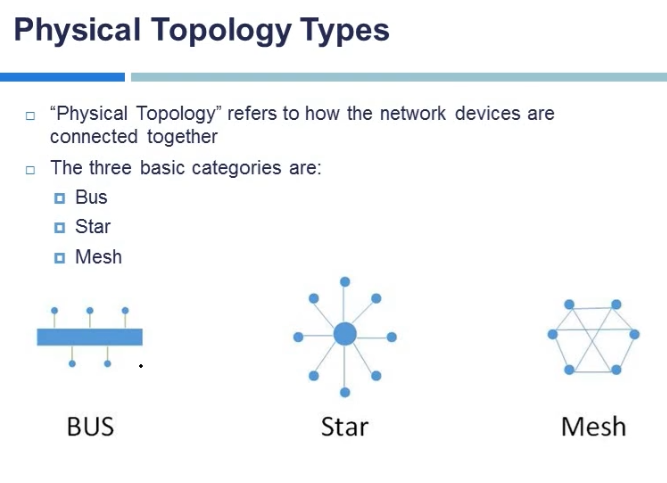 Physical Topology Types
“Physical Topology” refers to how the network devices are
connected together
The three basic categories are:
Bus
Star
Mesh
BUS
Star
Mesh